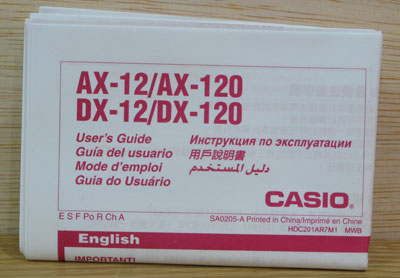 AX-12/AX-120
DX-12/DX-120
User's Guide
Guía del usuario
Mode d'emploi
Guia do Usuário
Инструкция по эксплуатации
用戶說明書
دليل المستخدم
CASIO®
E S F Po R Ch A
SA0205-A Printed in China/Imprimé en Chine
HDC201AR7M1 MWB
English
IMPORTANT!